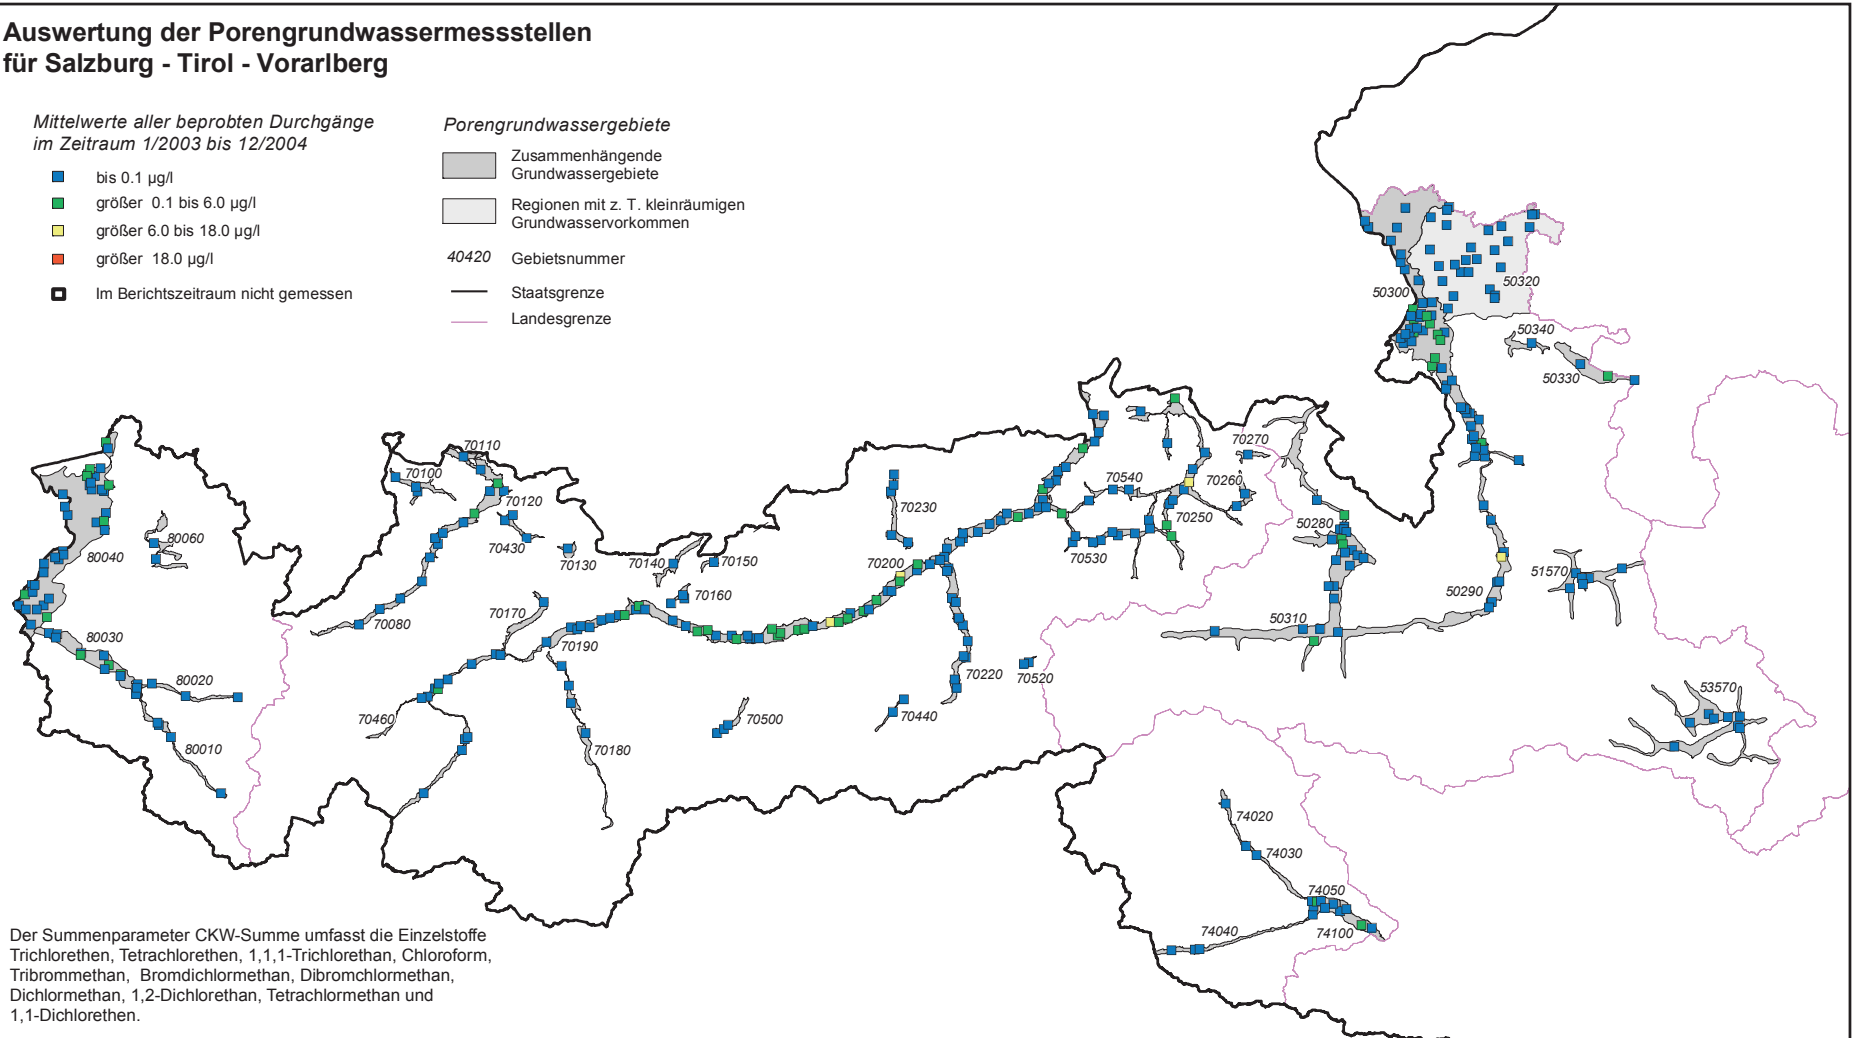 Auswertung der Porengrundwassermessstellen
für Salzburg - Tirol - Vorarlberg
Mittelwerte aller beprobten Durchgänge
im Zeitraum 1/2003 bis 12/2004
bis 0.1 µg/l
größer 0.1 bis 6.0 µg/l
größer 6.0 bis 18.0 µg/l
größer 18.0 µg/l
Im Berichtszeitraum nicht gemessen
Porengrundwassergebiete
Zusammenhängende
Grundwassergebiete
Regionen mit z. T. kleinräumigen
Grundwasservorkommen
40420 Gebietsnummer
Staatsgrenze
Landesgrenze
50300
50320
50340
50330
70110
70100
70120
70430
70130
70140
70150
70160
70170
70080
70190
70200
70230
70540
70530
70250
70260
70270
50280
50310
50290
51570
53570
80060
80040
80030
80020
80010
70460
70180
70500
70440
70220
70520
74020
74030
74050
74040
74100
Der Summenparameter CKW-Summe umfasst die Einzelstoffe
Trichlorethen, Tetrachlorethen, 1,1,1-Trichlorethan, Chloroform,
Tribrommethan, Bromdichlormethan, Dibromchlormethan,
Dichlormethan, 1,2-Dichlorethan, Tetrachlormethan und
1,1-Dichlorethen.